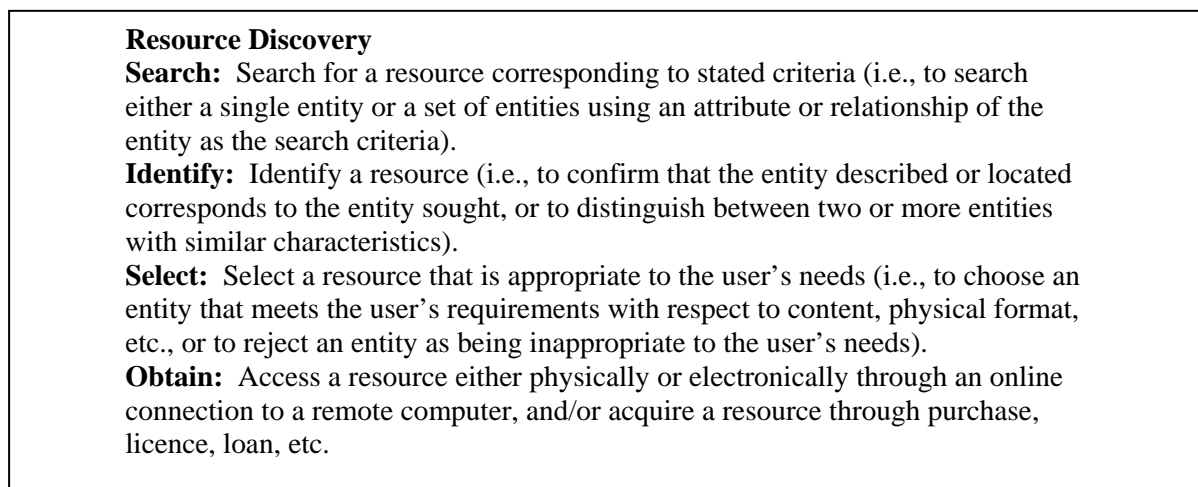 Resource Discovery
Search: Search for a resource corresponding to stated criteria (i.e., to search
either a single entity or a set of entities using an attribute or relationship of the
entity as the search criteria).
Identify: Identify a resource (i.e., to confirm that the entity described or located
corresponds to the entity sought, or to distinguish between two or more entities
with similar characteristics).
Select: Select a resource that is appropriate to the user’s needs (i.e., to choose an
entity that meets the user’s requirements with respect to content, physical format,
etc., or to reject an entity as being inappropriate to the user’s needs).
Obtain: Access a resource either physically or electronically through an online
connection to a remote computer, and/or acquire a resource through purchase,
licence, loan, etc.